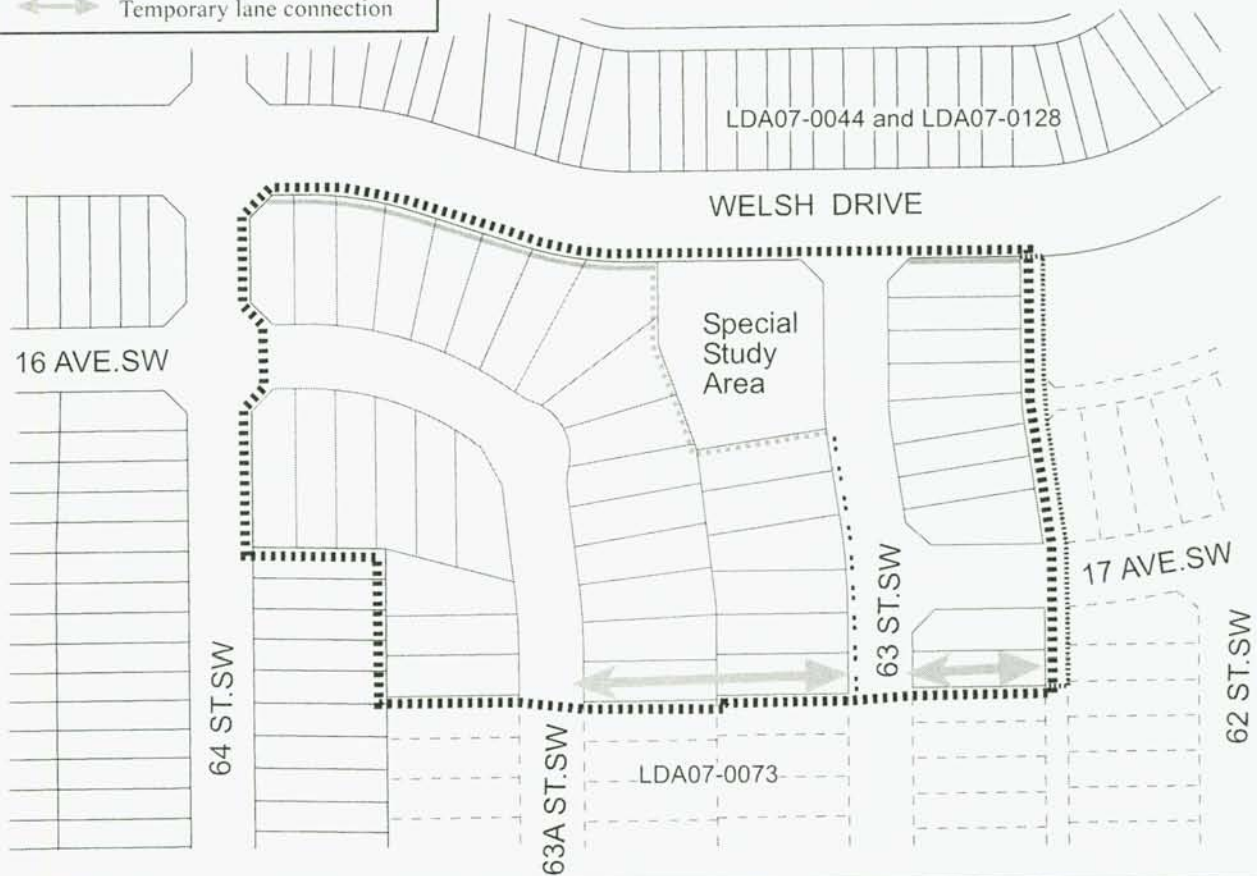 Temporary lane connection
LDA07-0044 and LDA07-0128
WELSH DRIVE
16 AVE.SW
Special
Study
Area
63 ST.SW
17 AVE.SW
64 ST.SW
62 ST.SW
63A ST.SW
LDA07-0073